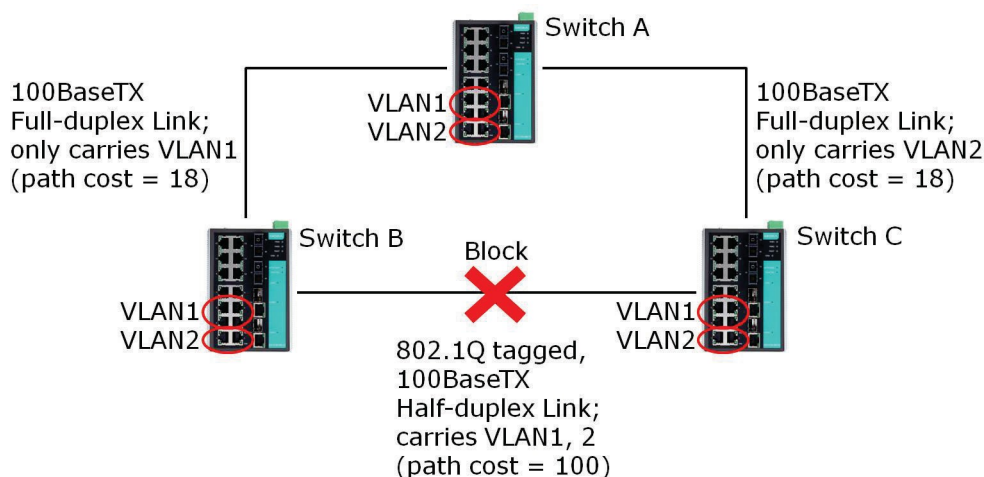 Switch A
100BaseTX
Full-duplex Link;
only carries VLAN1
(path cost = 18)
VLAN1
VLAN2
100BaseTX
Full-duplex Link;
only carries VLAN2
(path cost = 18)
Switch B
Block
Switch C
VLAN1
VLAN2
VLAN1
VLAN2
802.1Q tagged,
100BaseTX
Half-duplex Link;
carries VLAN1, 2
(path cost = 100)